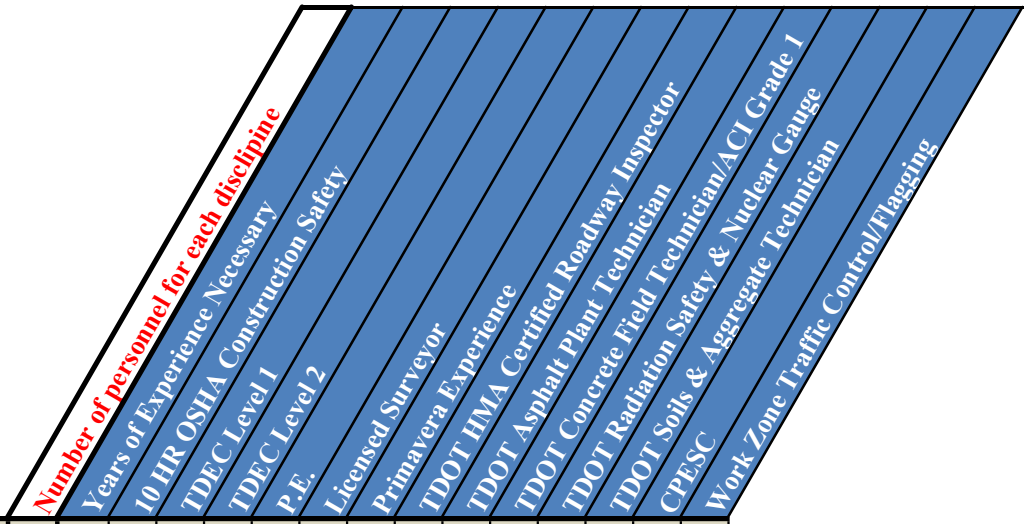 Number of personnel for each disclipine
Years of Experience Necessary
10 HR OSHA Construction Safety
TDEC Level 1
TDEC Level 2
P.E.
Licensed Surveyor
Primavera Experience
TDOT HMA Certified Roadway Inspector
TDOT Asphalt Plant Technician
TDOT Concrete Field Technician/ACI Grade 1
TDOT Radiation Safety & Nuclear Gauge
TDOT Soils & Aggregate Technician
CPESC
Work Zone Traffic Control/Flagging